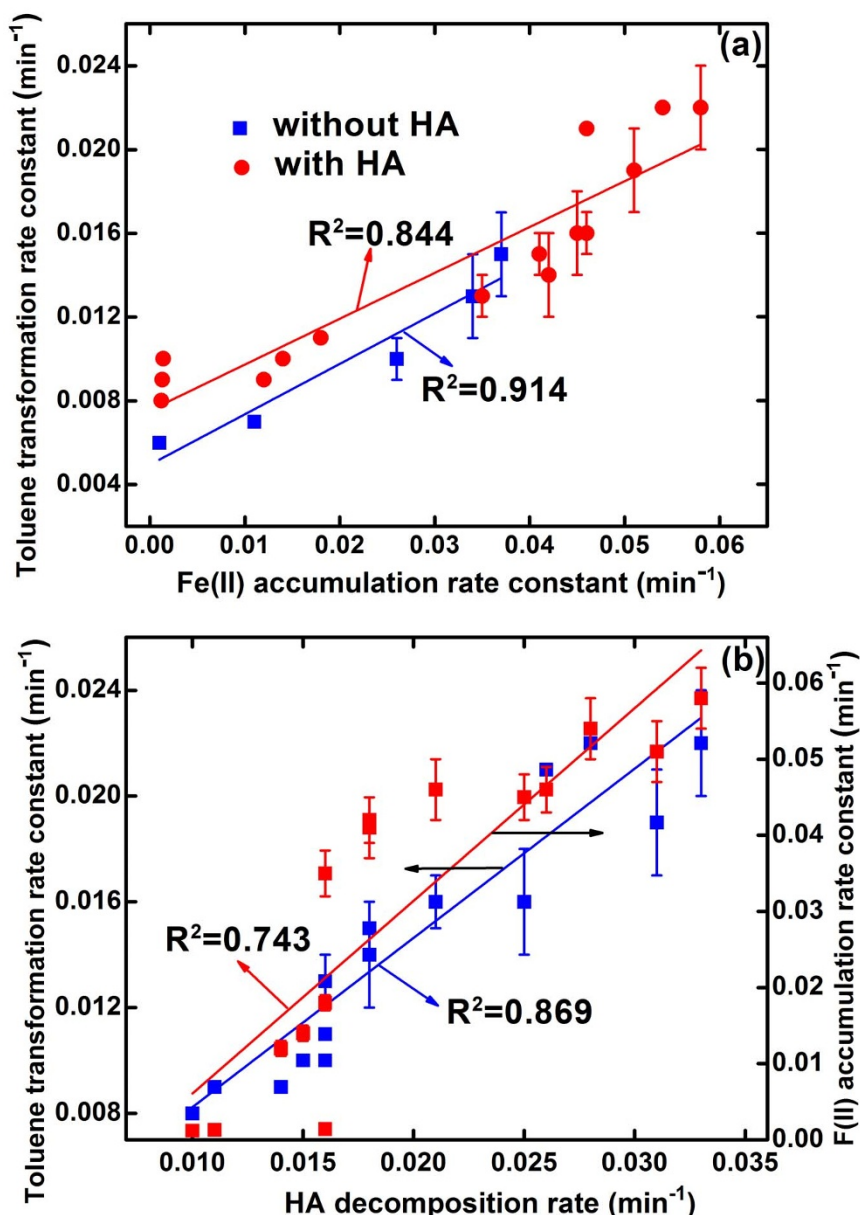 (a)
Toluene transformation rate constant (min⁻¹)
0.024
0.020
0.016
0.012
0.008
0.004
without HA
with HA
R²=0.844
R²=0.914
0.00 0.01 0.02 0.03 0.04 0.05 0.06
Fe(II) accumulation rate constant (min⁻¹)
(b)
Toluene transformation rate constant (min⁻¹)
0.024
0.020
0.016
0.012
0.008
R²=0.743
R²=0.869
0.06
0.05
0.04
0.03
0.02
0.01
0.00
F(II) accumulation rate constant (min⁻¹)
0.010 0.015 0.020 0.025 0.030 0.035
HA decomposition rate (min⁻¹)